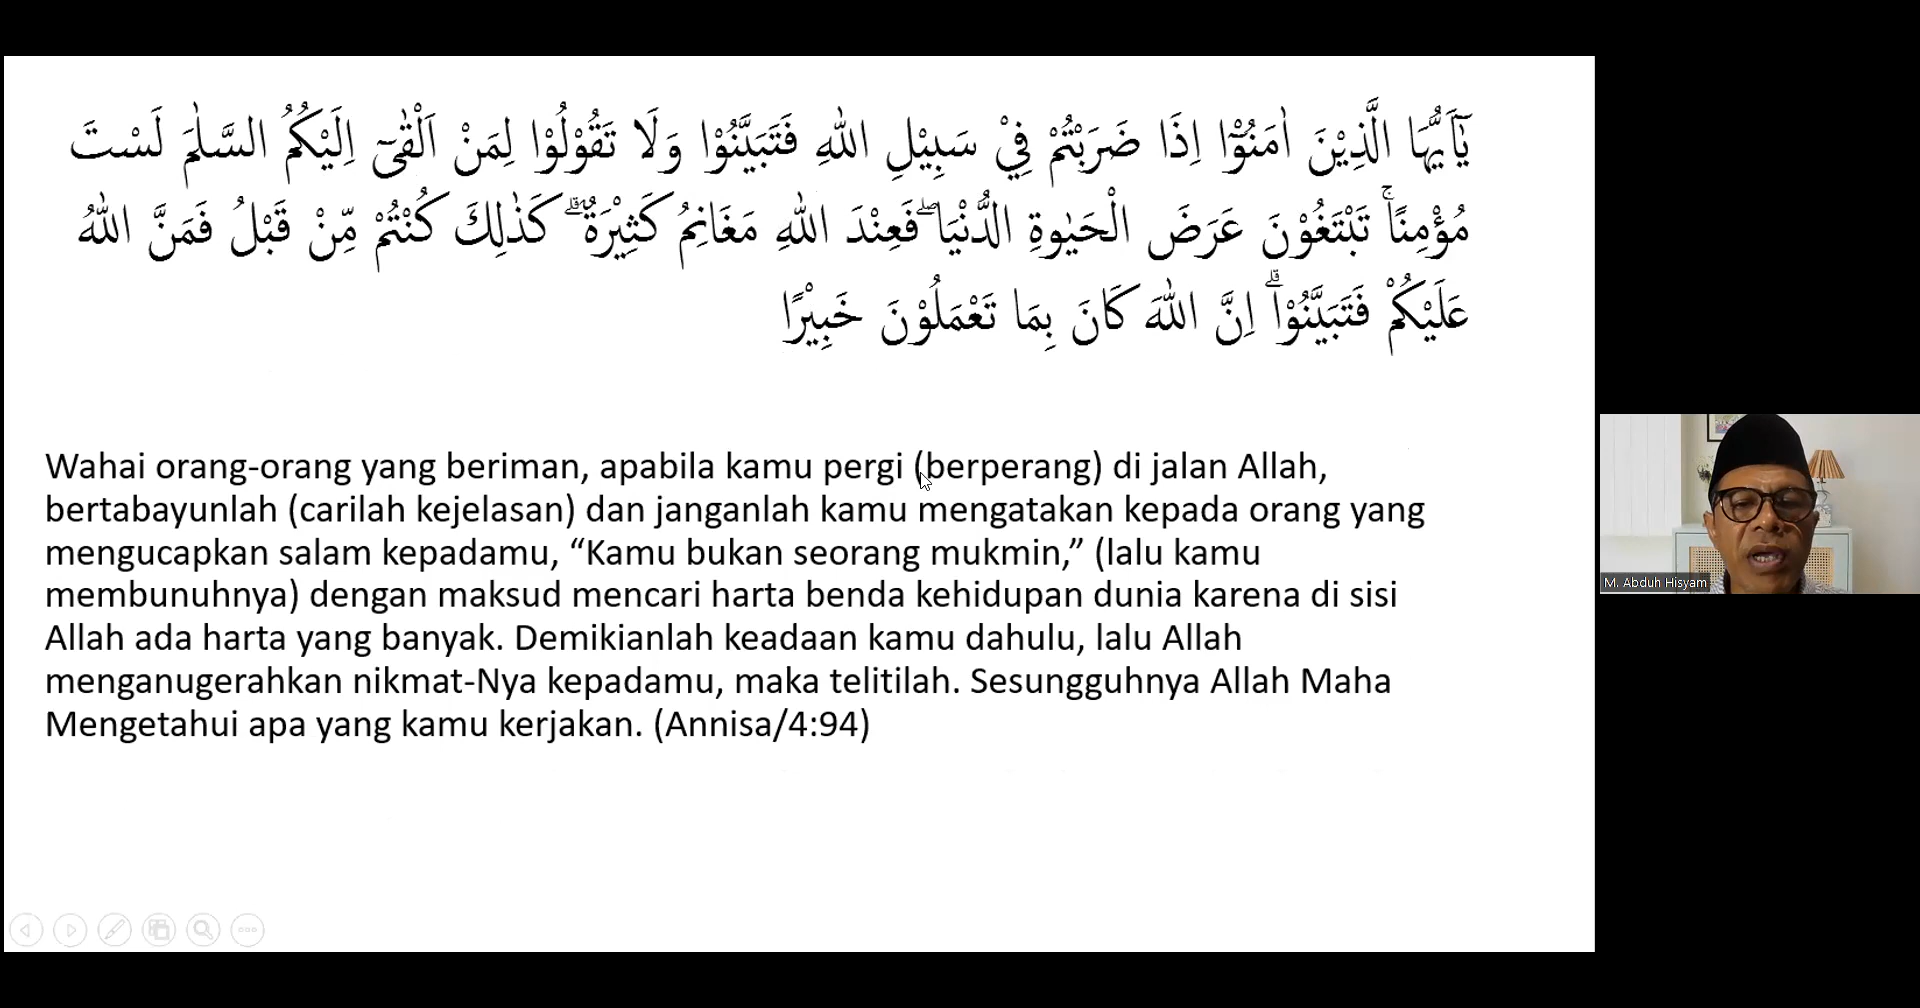 يٰٓاَيُّهَا الَّذِيْنَ اٰمَنُوْٓا اِذَا ضَرَبْتُمْ فِيْ سَبِيْلِ اللّٰهِ فَتَبَيَّنُوْا وَلَا تَقُوْلُوْا لِمَنْ اَلْقٰىٓ اِلَيْكُمُ السَّلٰمَ لَسْتَ
مُؤْمِنًاۚ تَبْتَغُوْنَ عَرَضَ الْحَيٰوةِ الدُّنْيَاۖ فَعِنْدَ اللّٰهِ مَغَانِمُ كَثِيْرَةٌ ۗ كَذٰلِكَ كُنْتُمْ مِّنْ قَبْلُ فَمَنَّ اللّٰهُ
عَلَيْكُمْ فَتَبَيَّنُوْاۗ اِنَّ اللّٰهَ كَانَ بِمَا تَعْمَلُوْنَ خَبِيْرًا
Wahai orang-orang yang beriman, apabila kamu pergi (berperang) di jalan Allah,
bertabayunlah (carilah kejelasan) dan janganlah kamu mengatakan kepada orang yang
mengucapkan salam kepadamu, “Kamu bukan seorang mukmin,” (lalu kamu
membunuhnya) dengan maksud mencari harta benda kehidupan dunia karena di sisi
Allah ada harta yang banyak. Demikianlah keadaan kamu dahulu, lalu Allah
menganugerahkan nikmat-Nya kepadamu, maka telitilah. Sesungguhnya Allah Maha
Mengetahui apa yang kamu kerjakan. (Annisa/4:94)
M. Abduh Hisyam